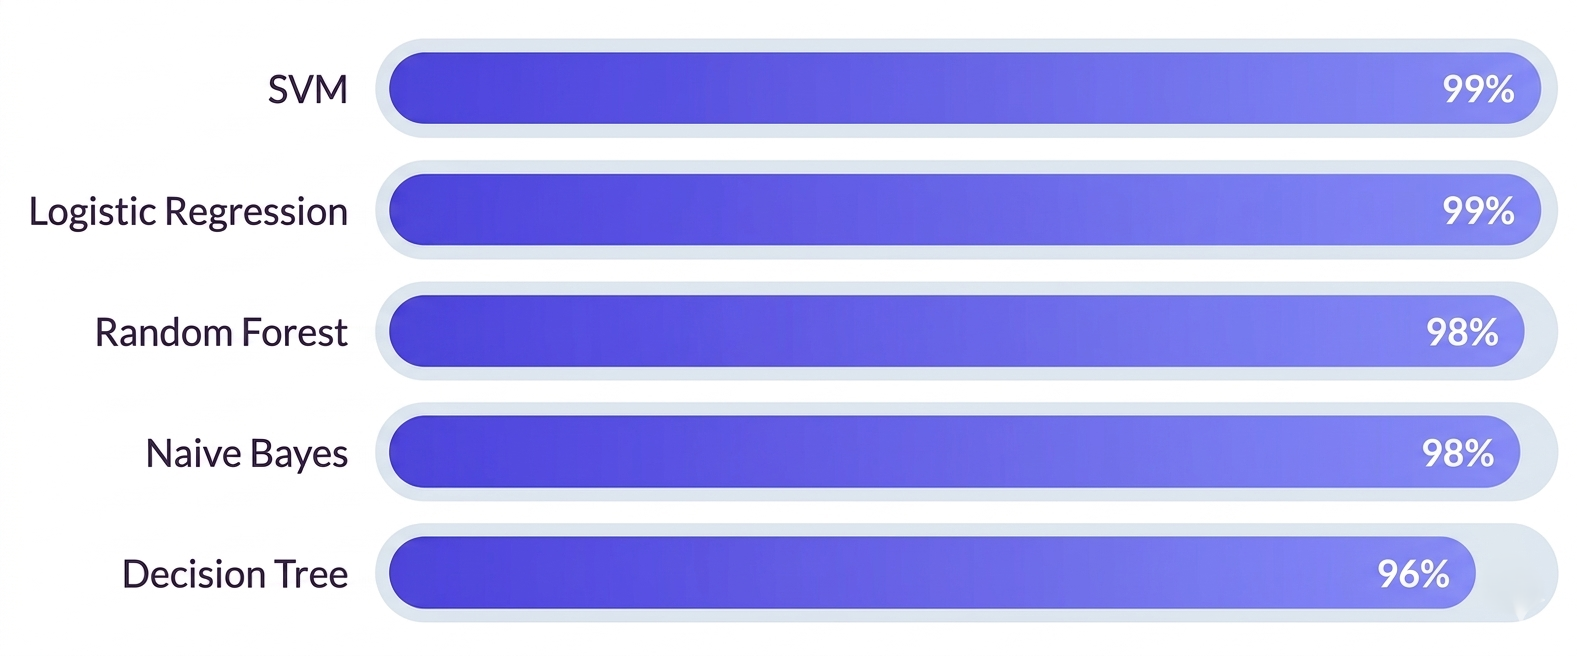 SVM 99%
Logistic Regression 99%
Random Forest 98%
Naive Bayes 98%
Decision Tree 96%